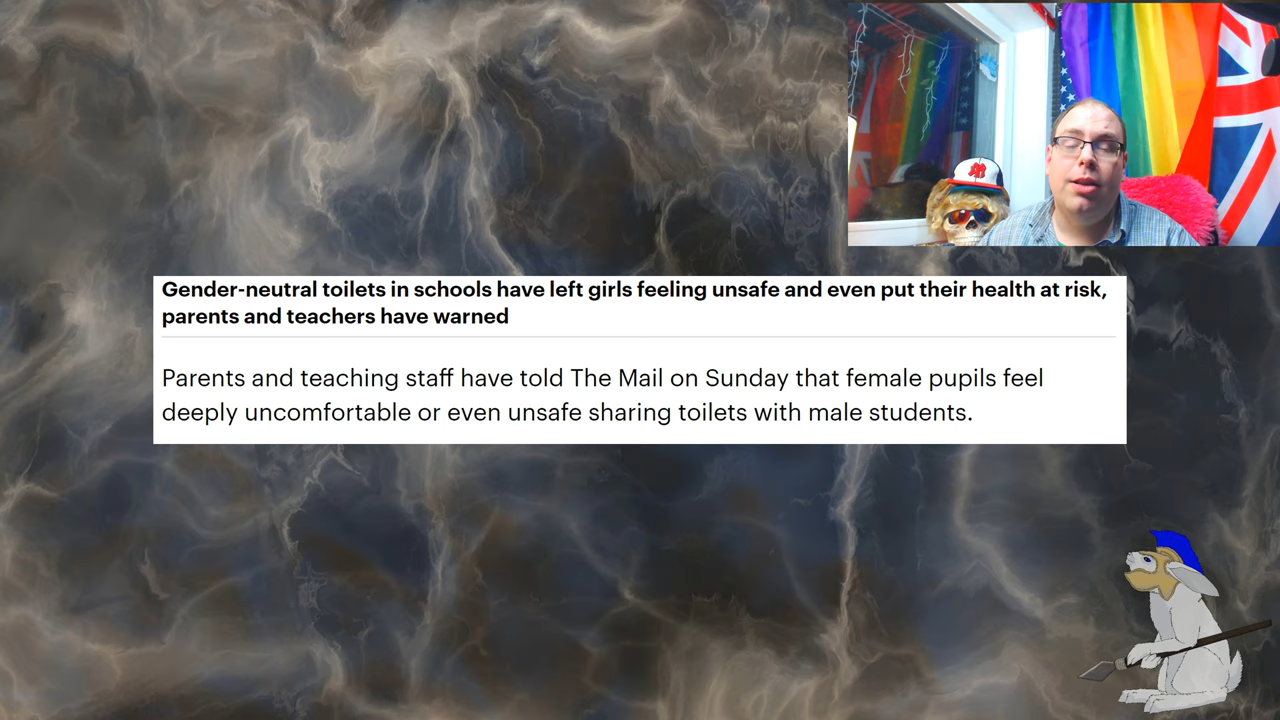 Gender-neutral toilets in schools have left girls feeling unsafe and even put their health at risk,
parents and teachers have warned
Parents and teaching staff have told The Mail on Sunday that female pupils feel
deeply uncomfortable or even unsafe sharing toilets with male students.